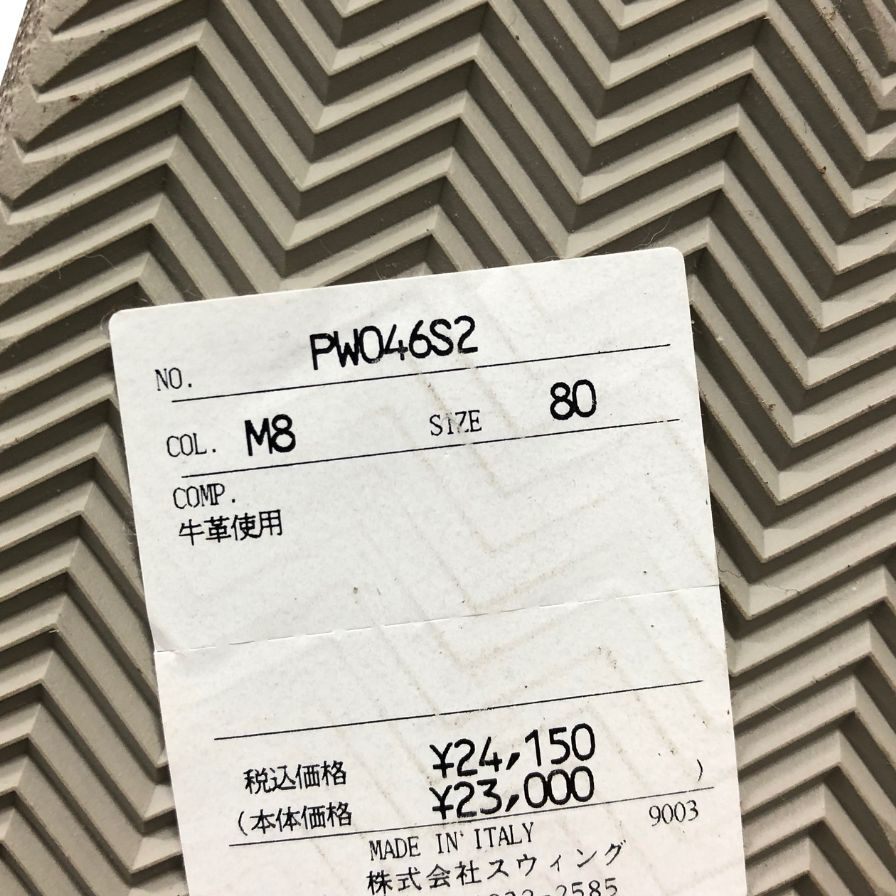 NO. PW046S2
COL. M8 SIZE 80
COMP.
牛革使用
税込価格 ¥24,150
(本体価格 ¥23,000 )
9003
MADE IN ITALY
株式会社スウィング
2585